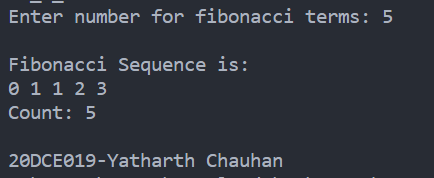 Enter number for fibonacci terms: 5
Fibonacci Sequence is:
0 1 1 2 3
Count: 5
20DCE019-Yatharth Chauhan